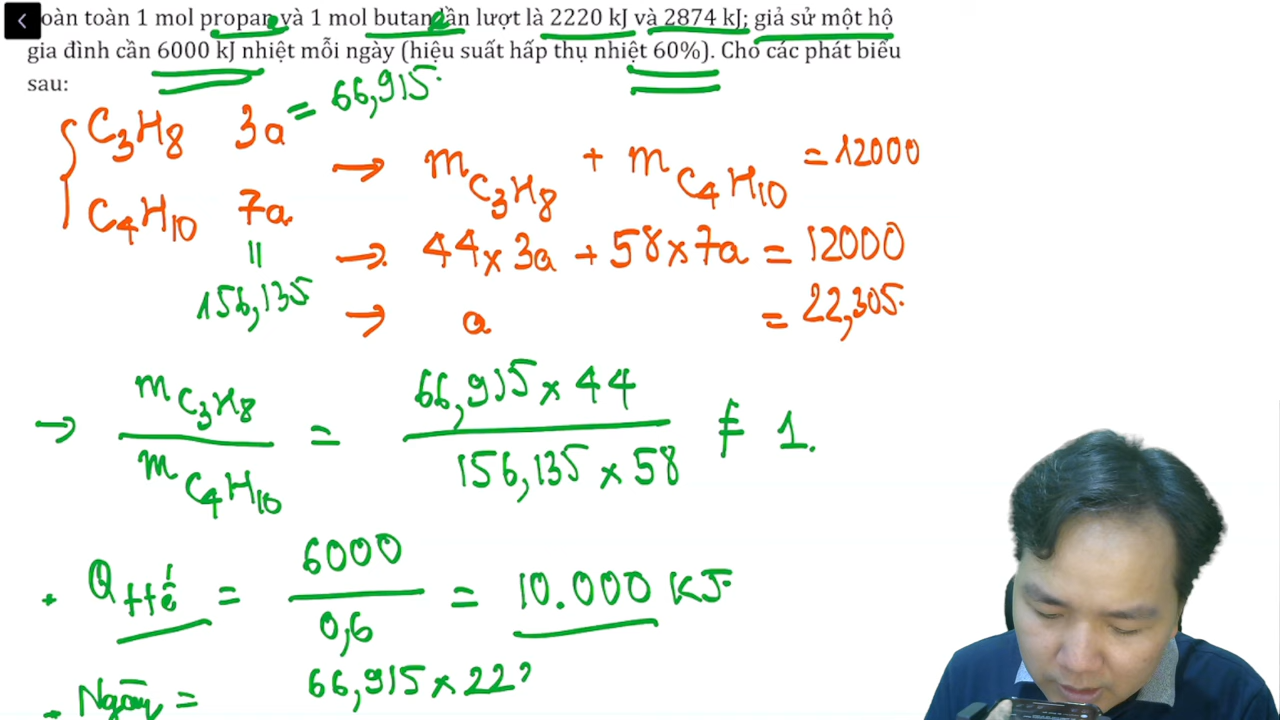 oàn toàn 1 mol propan và 1 mol butan lần lượt là 2220 kJ và 2874 kJ; giả sử một hộ
gia đình cần 6000 kJ nhiệt mỗi ngày (hiệu suất hấp thụ nhiệt 60%). Cho các phát biểu
sau:
C3H8 3a = 66,915
C4H10 7a
||
156,135
→ mC3H8 + mC4H10 = 12000
→ 44 x 3a + 58 x 7a = 12000
→ a = 22,305
→ mC3H8 / mC4H10 = 66,915 x 44 / 156,135 x 58 ≠ 1.
Qttế = 6000 / 0,6 = 10.000 KJ
66,915 x 22
Ngày =